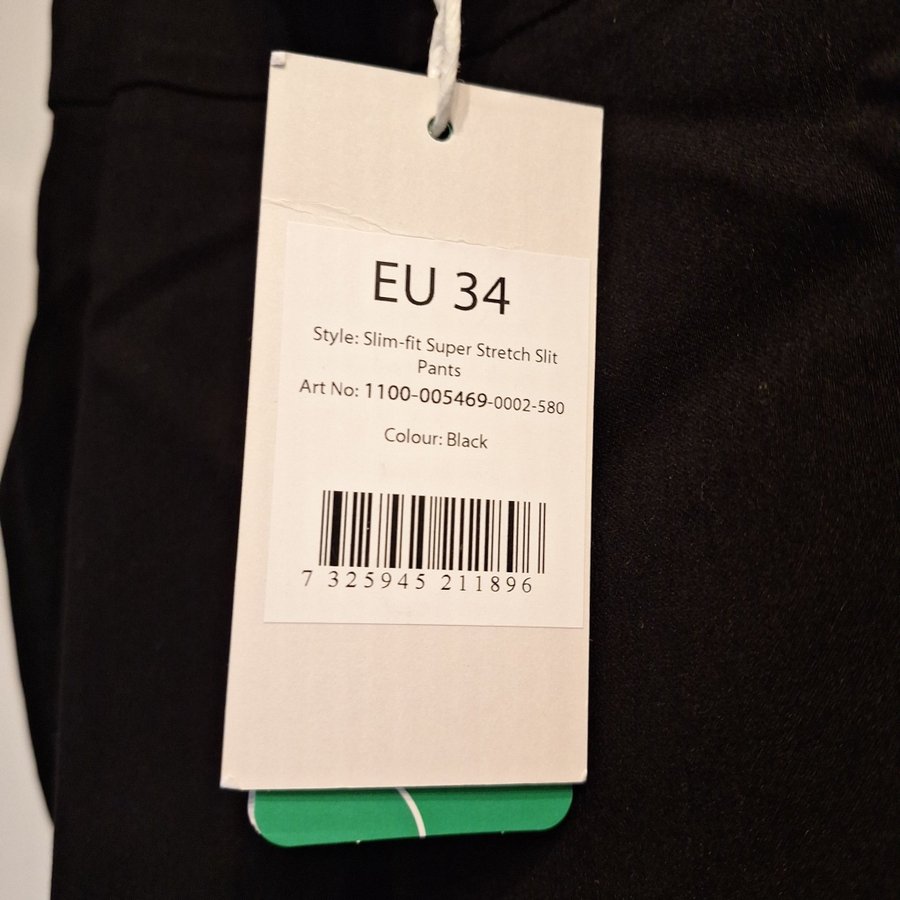 EU 34
Style: Slim-fit Super Stretch Slit
Pants
Art No: 1100-005469-0002-580
Colour: Black
7 325945 211896